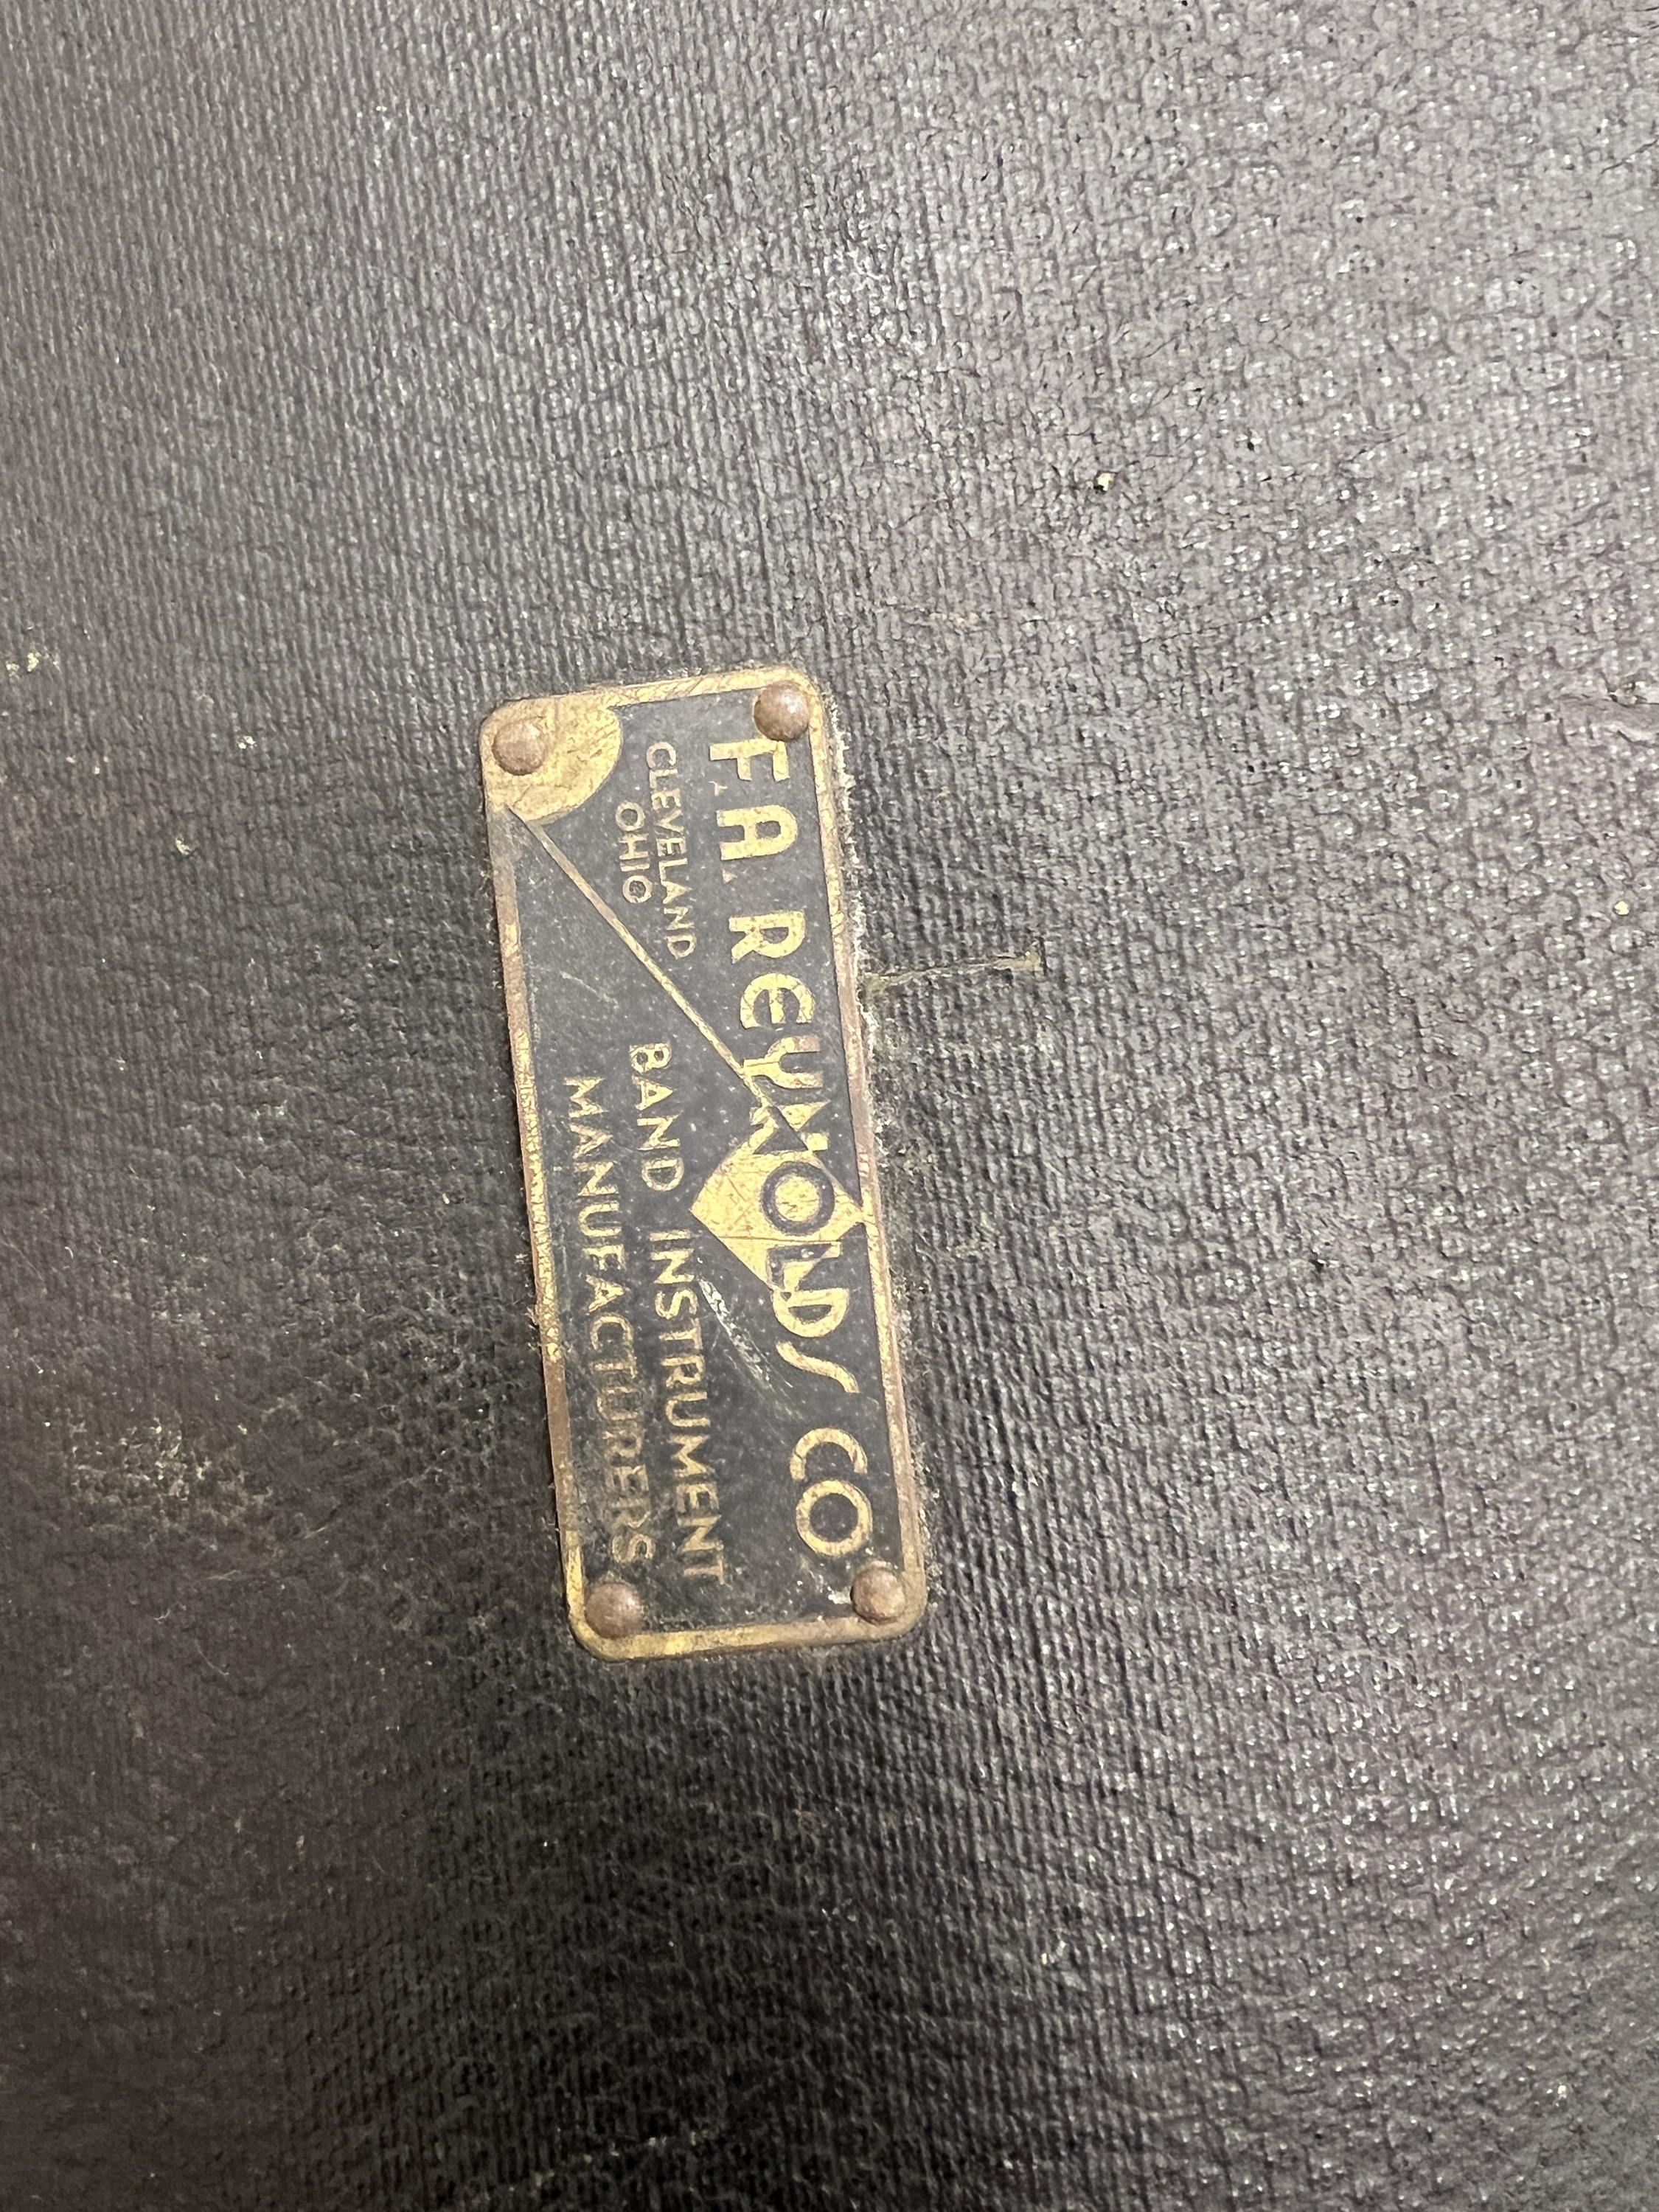 F.A. REYNOLDS CO.
CLEVELAND
OHIO
BAND INSTRUMENT
MANUFACTURERS